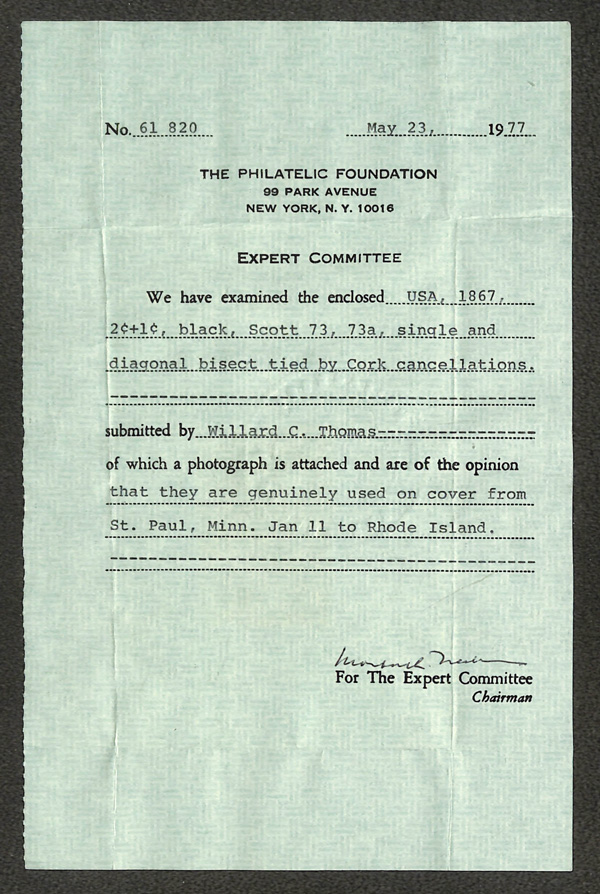 No. 61 820 May 23, 1977
THE PHILATELIC FOUNDATION
99 PARK AVENUE
NEW YORK, N. Y. 10016
EXPERT COMMITTEE
We have examined the enclosed USA, 1867,
2¢+1¢, black, Scott 73, 73a, single and
diagonal bisect tied by Cork cancellations.
submitted by Willard C. Thomas
of which a photograph is attached and are of the opinion
that they are genuinely used on cover from
St. Paul, Minn. Jan 11 to Rhode Island.
For The Expert Committee
Chairman